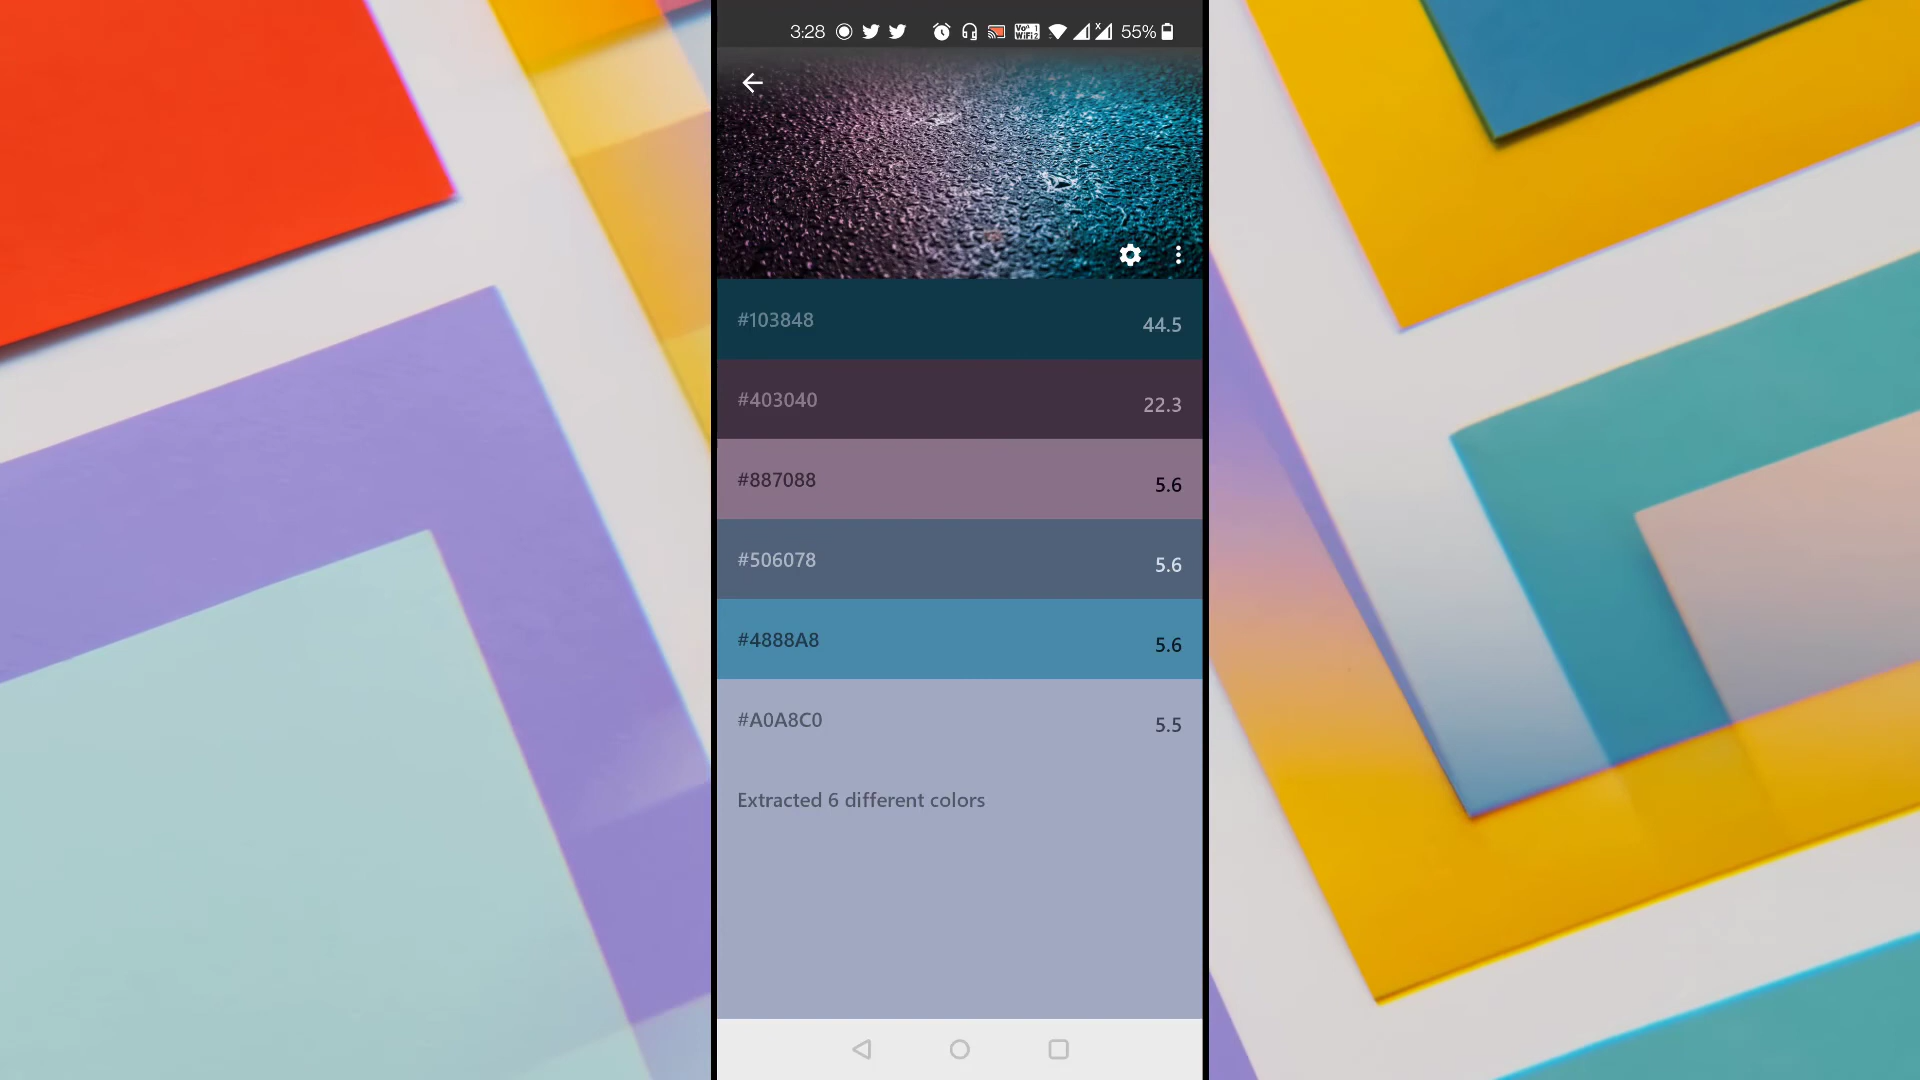 3:28 55%
#103848 44.5
#403040 22.3
#887088 5.6
#506078 5.6
#4888A8 5.6
#A0A8C0 5.5
Extracted 6 different colors